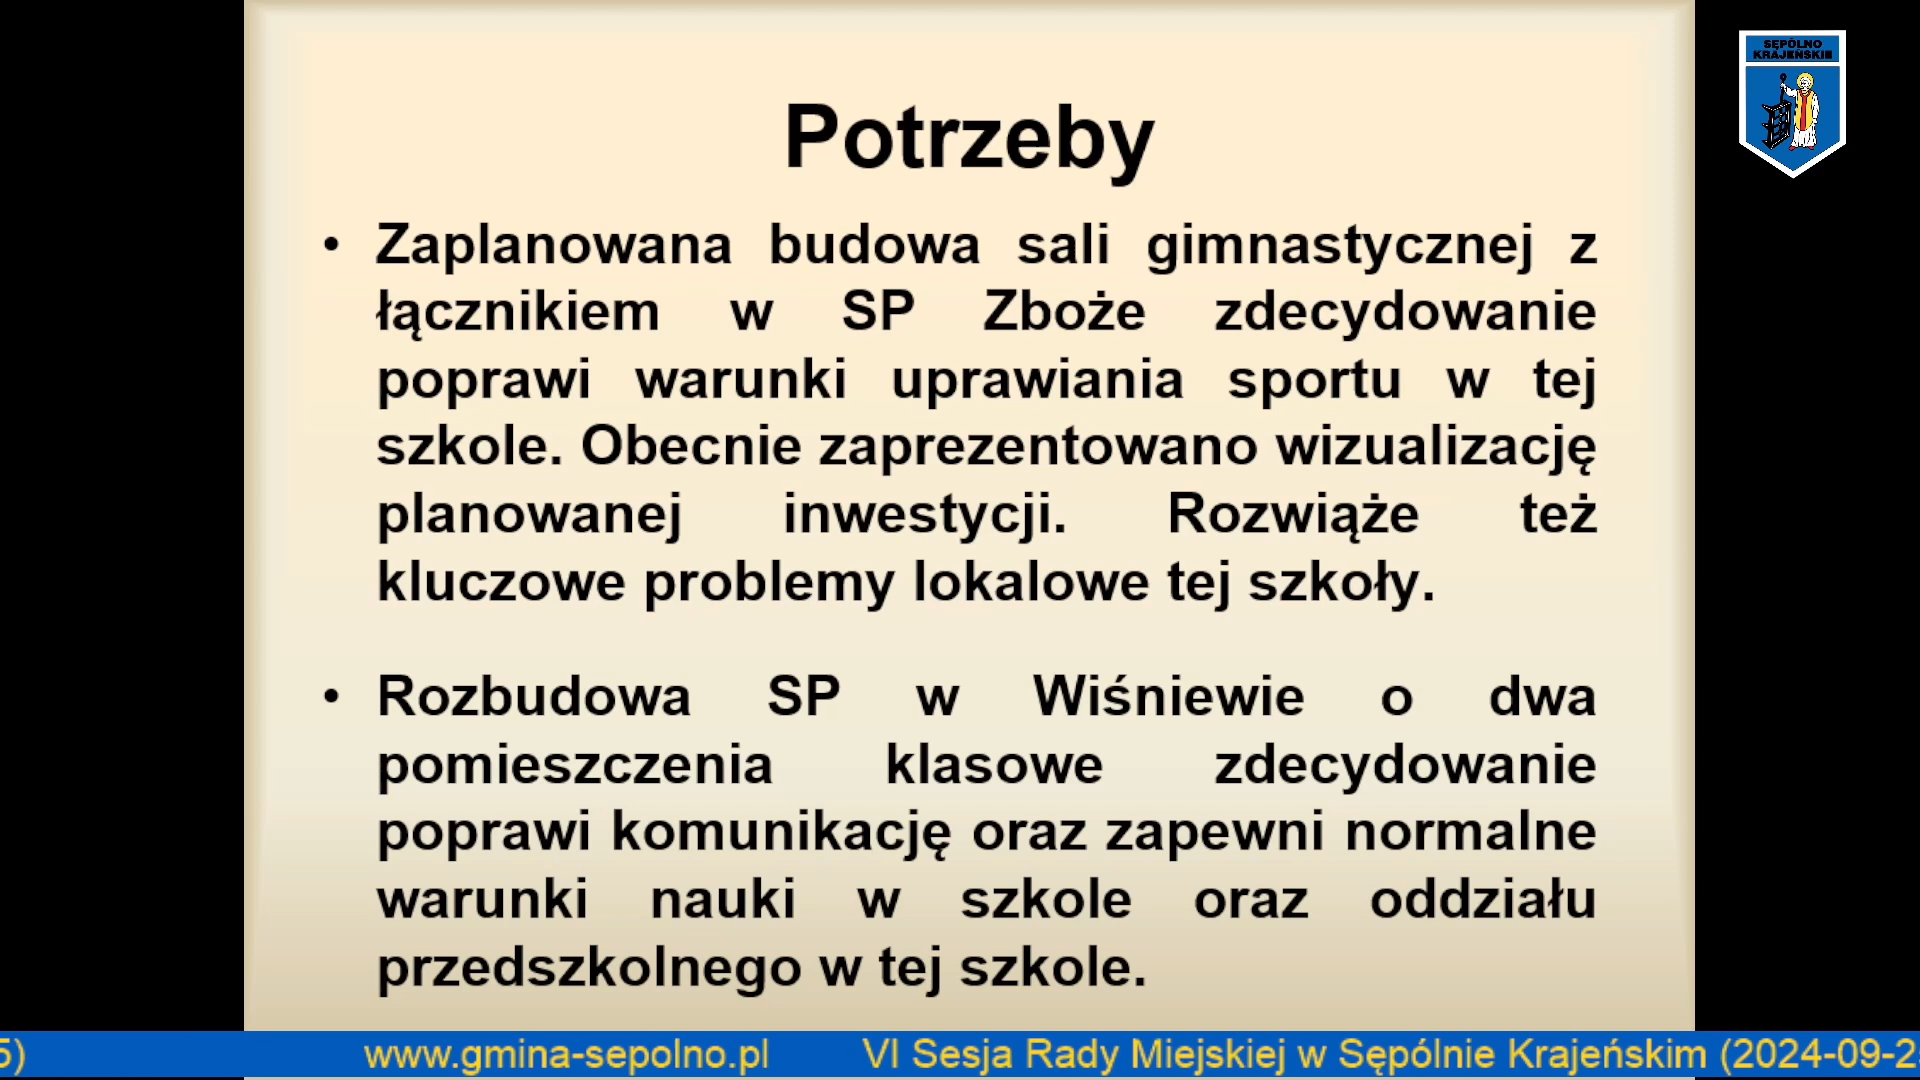 SĘPÓLNO
KRAJEŃSKIE
Potrzeby
• Zaplanowana budowa sali gimnastycznej z
łącznikiem w SP Zboże zdecydowanie
poprawi warunki uprawiania sportu w tej
szkole. Obecnie zaprezentowano wizualizację
planowanej inwestycji. Rozwiąże też
kluczowe problemy lokalowe tej szkoły.
• Rozbudowa SP w Wiśniewie o dwa
pomieszczenia klasowe zdecydowanie
poprawi komunikację oraz zapewni normalne
warunki nauki w szkole oraz oddziału
przedszkolnego w tej szkole.
5) www.gmina-sepolno.pl VI Sesja Rady Miejskiej w Sępólnie Krajeńskim (2024-09-2